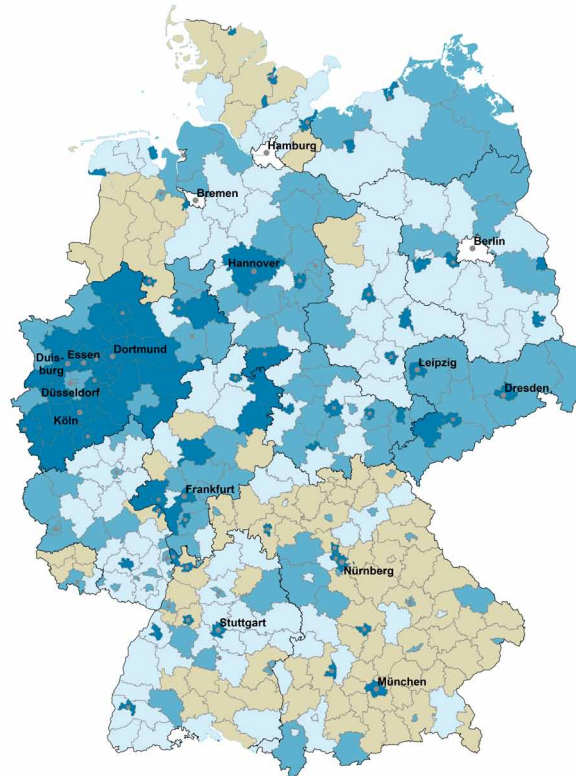 Hamburg
Bremen
Berlin
Hannover
Duis-
burg
Essen
Dortmund
Düsseldorf
Köln
Leipzig
Dresden
Frankfurt
Nürnberg
Stuttgart
München